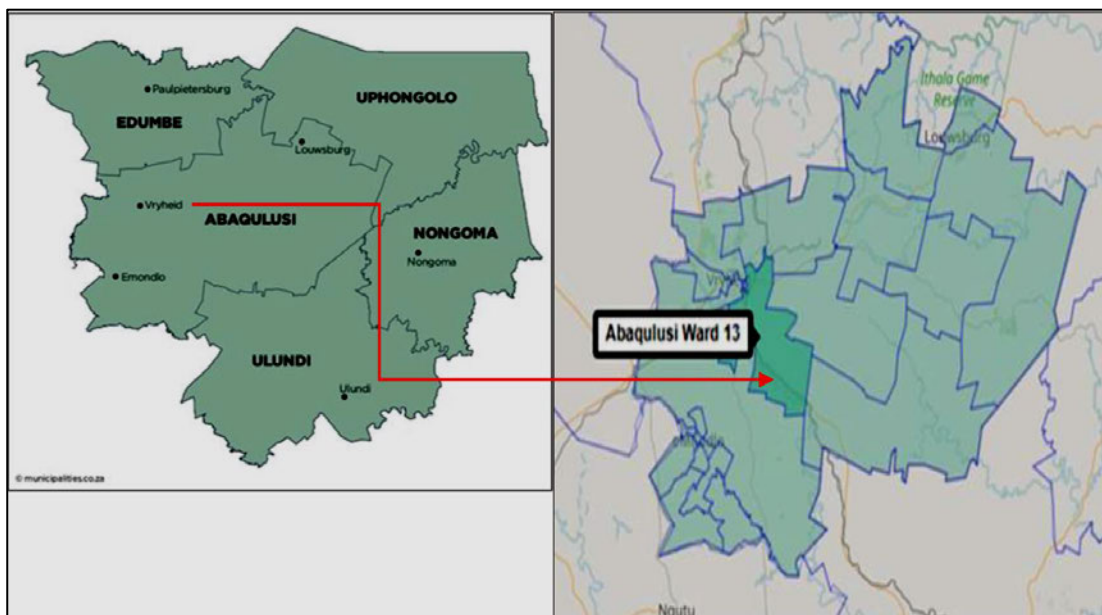 Paulpietersburg
EDUMBE
UPHONGOLO
Louwsburg
Vryheid
ABAQULUSI
NONGOMA
Nongoma
Emondlo
ULUNDI
Ulundi
© municipalities.co.za
Ithala Game
Reserve
Louwsburg
Abaqulusi Ward 13
Nqutu